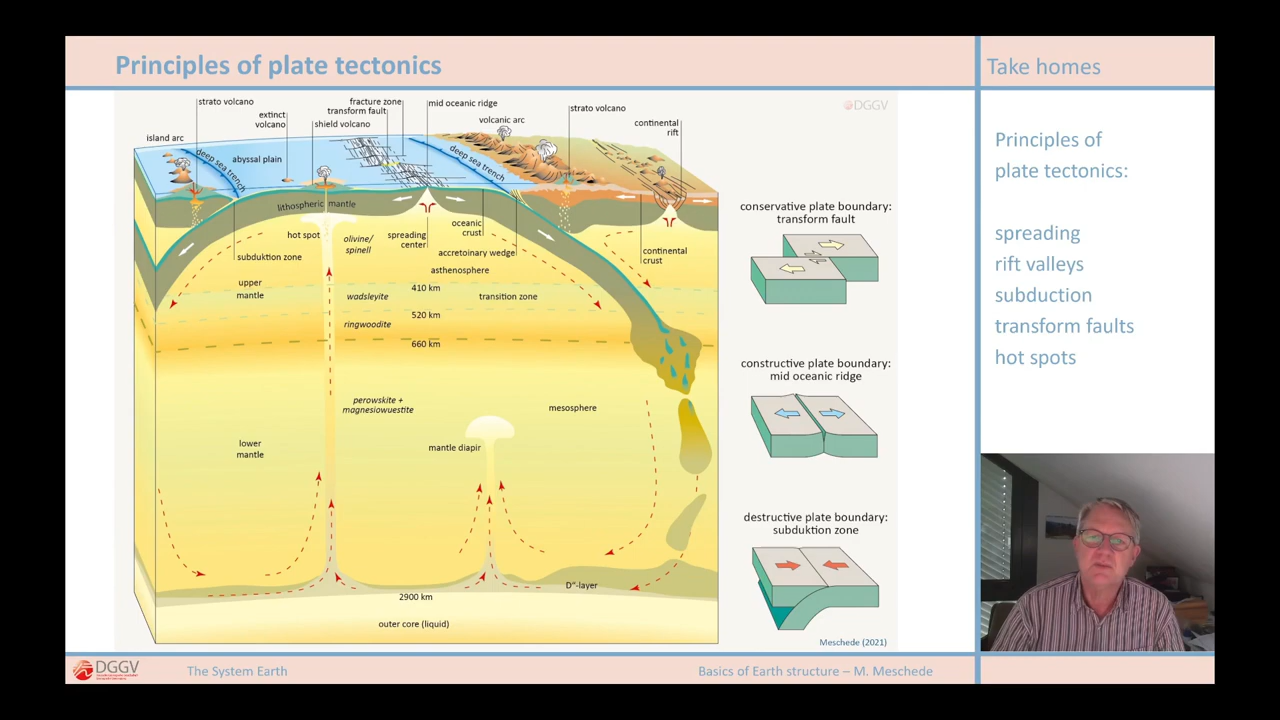 Principles of plate tectonics
Take homes
DGGV
strato volcano
fracture zone
mid oceanic ridge
strato volcano
extinct
volcano
transform fault
shield volcano
volcanic arc
continental
rift
island arc
deep sea trench
abyssal plain
deep sea trench
lithospheric mantle
hot spot
olivine/
spinell
spreading
center
oceanic
crust
accretoinary wedge
continental
crust
subduktion zone
asthenosphere
upper
mantle
410 km
wadsleyite
transition zone
520 km
ringwoodite
660 km
perowskite +
magnesiowuestite
mesosphere
lower
mantle
mantle diapir
D"-layer
2900 km
outer core (liquid)
conservative plate boundary:
transform fault
constructive plate boundary:
mid oceanic ridge
destructive plate boundary:
subduktion zone
Meschede (2021)
Principles of
plate tectonics:
spreading
rift valleys
subduction
transform faults
hot spots
DGGV
The System Earth
Basics of Earth structure – M. Meschede